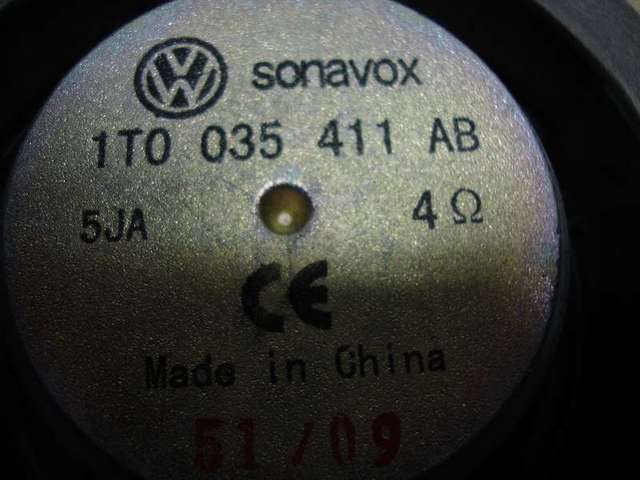 sonavox
1T0 035 411 AB
5JA 4Ω
CE
Made in China
51/09